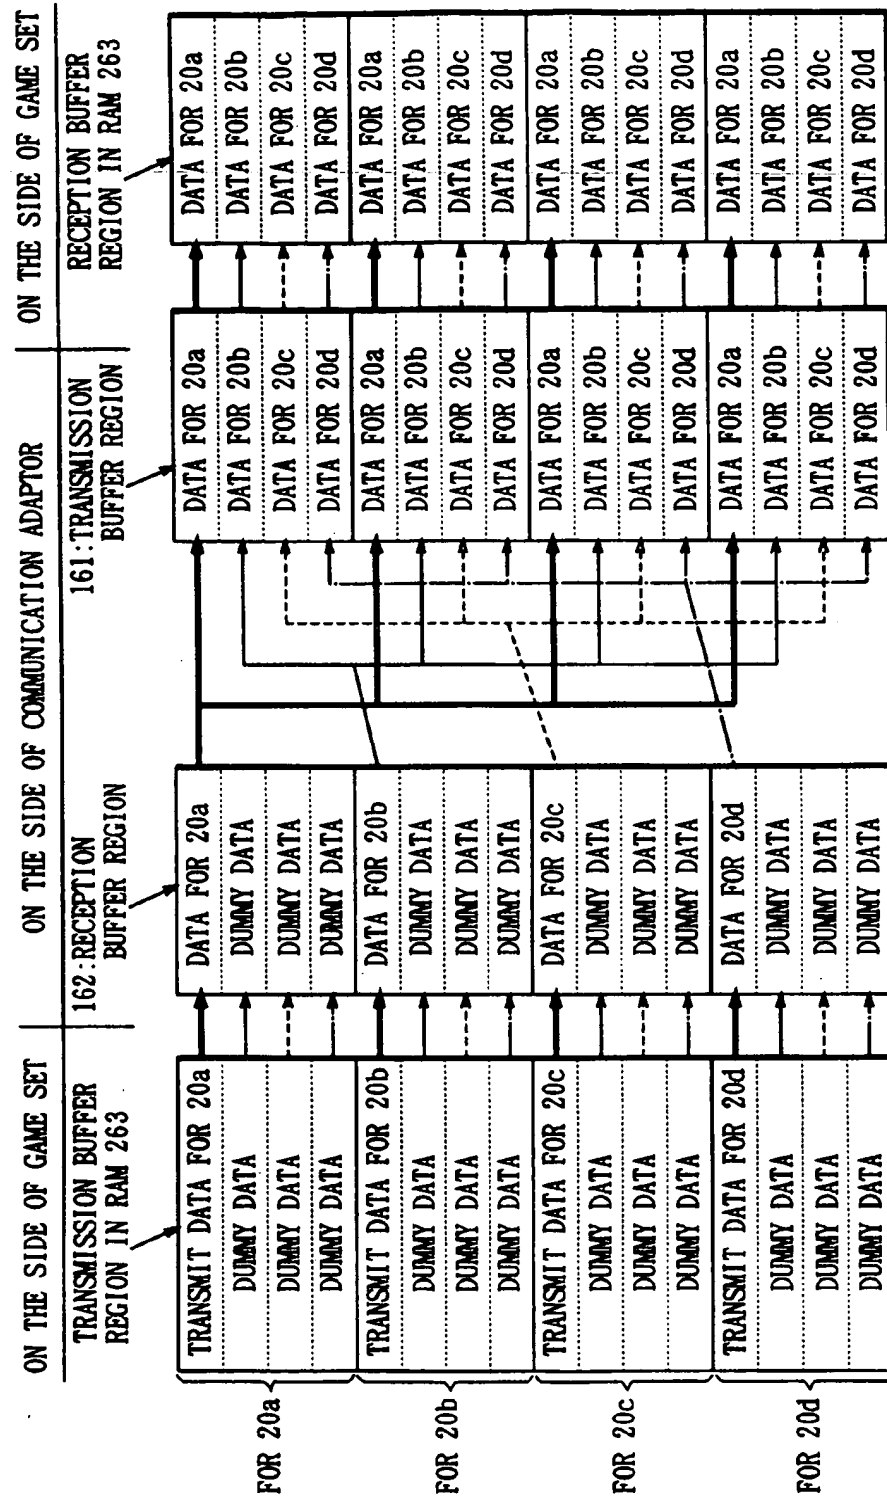 ON THE SIDE OF GAME SET
ON THE SIDE OF COMMUNICATION ADAPTOR
ON THE SIDE OF GAME SET
TRANSMISSION BUFFER
REGION IN RAM 263
162:RECEPTION
BUFFER REGION
161:TRANSMISSION
BUFFER REGION
RECEPTION BUFFER
REGION IN RAM 263
FOR 20a
TRANSMIT DATA FOR 20a
DUMMY DATA
DUMMY DATA
DUMMY DATA
FOR 20b
TRANSMIT DATA FOR 20b
DUMMY DATA
DUMMY DATA
DUMMY DATA
FOR 20c
TRANSMIT DATA FOR 20c
DUMMY DATA
DUMMY DATA
DUMMY DATA
FOR 20d
TRANSMIT DATA FOR 20d
DUMMY DATA
DUMMY DATA
DUMMY DATA
DATA FOR 20a
DUMMY DATA
DUMMY DATA
DUMMY DATA
DATA FOR 20b
DUMMY DATA
DUMMY DATA
DUMMY DATA
DATA FOR 20c
DUMMY DATA
DUMMY DATA
DUMMY DATA
DATA FOR 20d
DUMMY DATA
DUMMY DATA
DUMMY DATA
DATA FOR 20a
DATA FOR 20b
DATA FOR 20c
DATA FOR 20d
DATA FOR 20a
DATA FOR 20b
DATA FOR 20c
DATA FOR 20d
DATA FOR 20a
DATA FOR 20b
DATA FOR 20c
DATA FOR 20d
DATA FOR 20a
DATA FOR 20b
DATA FOR 20c
DATA FOR 20d
DATA FOR 20a
DATA FOR 20b
DATA FOR 20c
DATA FOR 20d
DATA FOR 20a
DATA FOR 20b
DATA FOR 20c
DATA FOR 20d
DATA FOR 20a
DATA FOR 20b
DATA FOR 20c
DATA FOR 20d
DATA FOR 20a
DATA FOR 20b
DATA FOR 20c
DATA FOR 20d